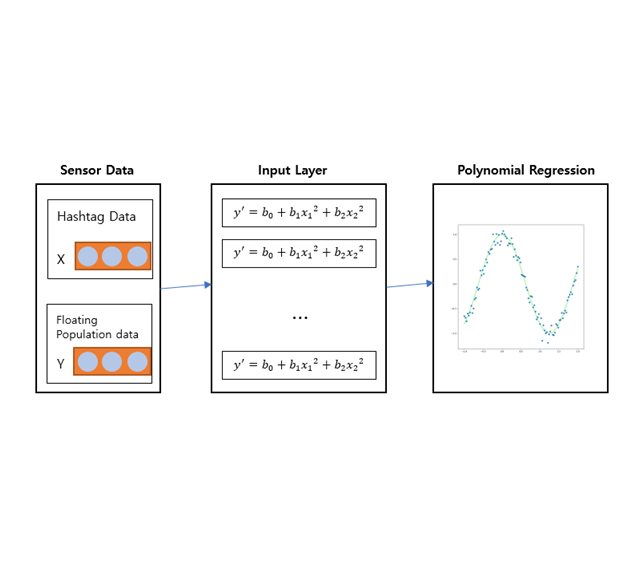 Sensor Data
Hashtag Data
X
Floating
Population data
Y
Input Layer
y′ = b₀ + b₁x₁² + b₂x₂²
y′ = b₀ + b₁x₁² + b₂x₂²
...
y′ = b₀ + b₁x₁² + b₂x₂²
Polynomial Regression